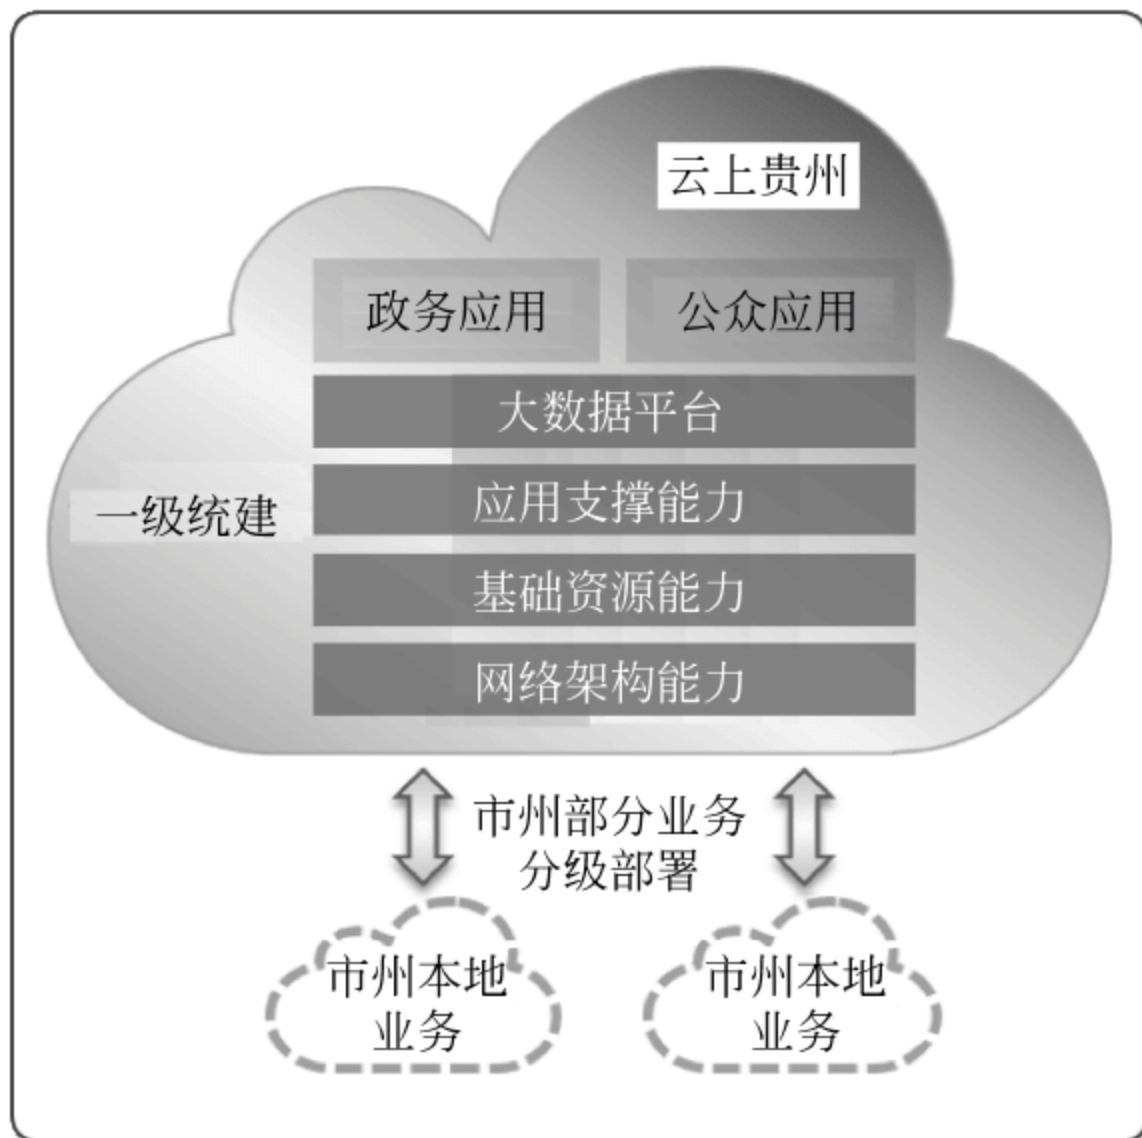 云上贵州
政务应用
公众应用
大数据平台
一级统建
应用支撑能力
基础资源能力
网络架构能力
市州部分业务
分级部署
市州本地
业务
市州本地
业务